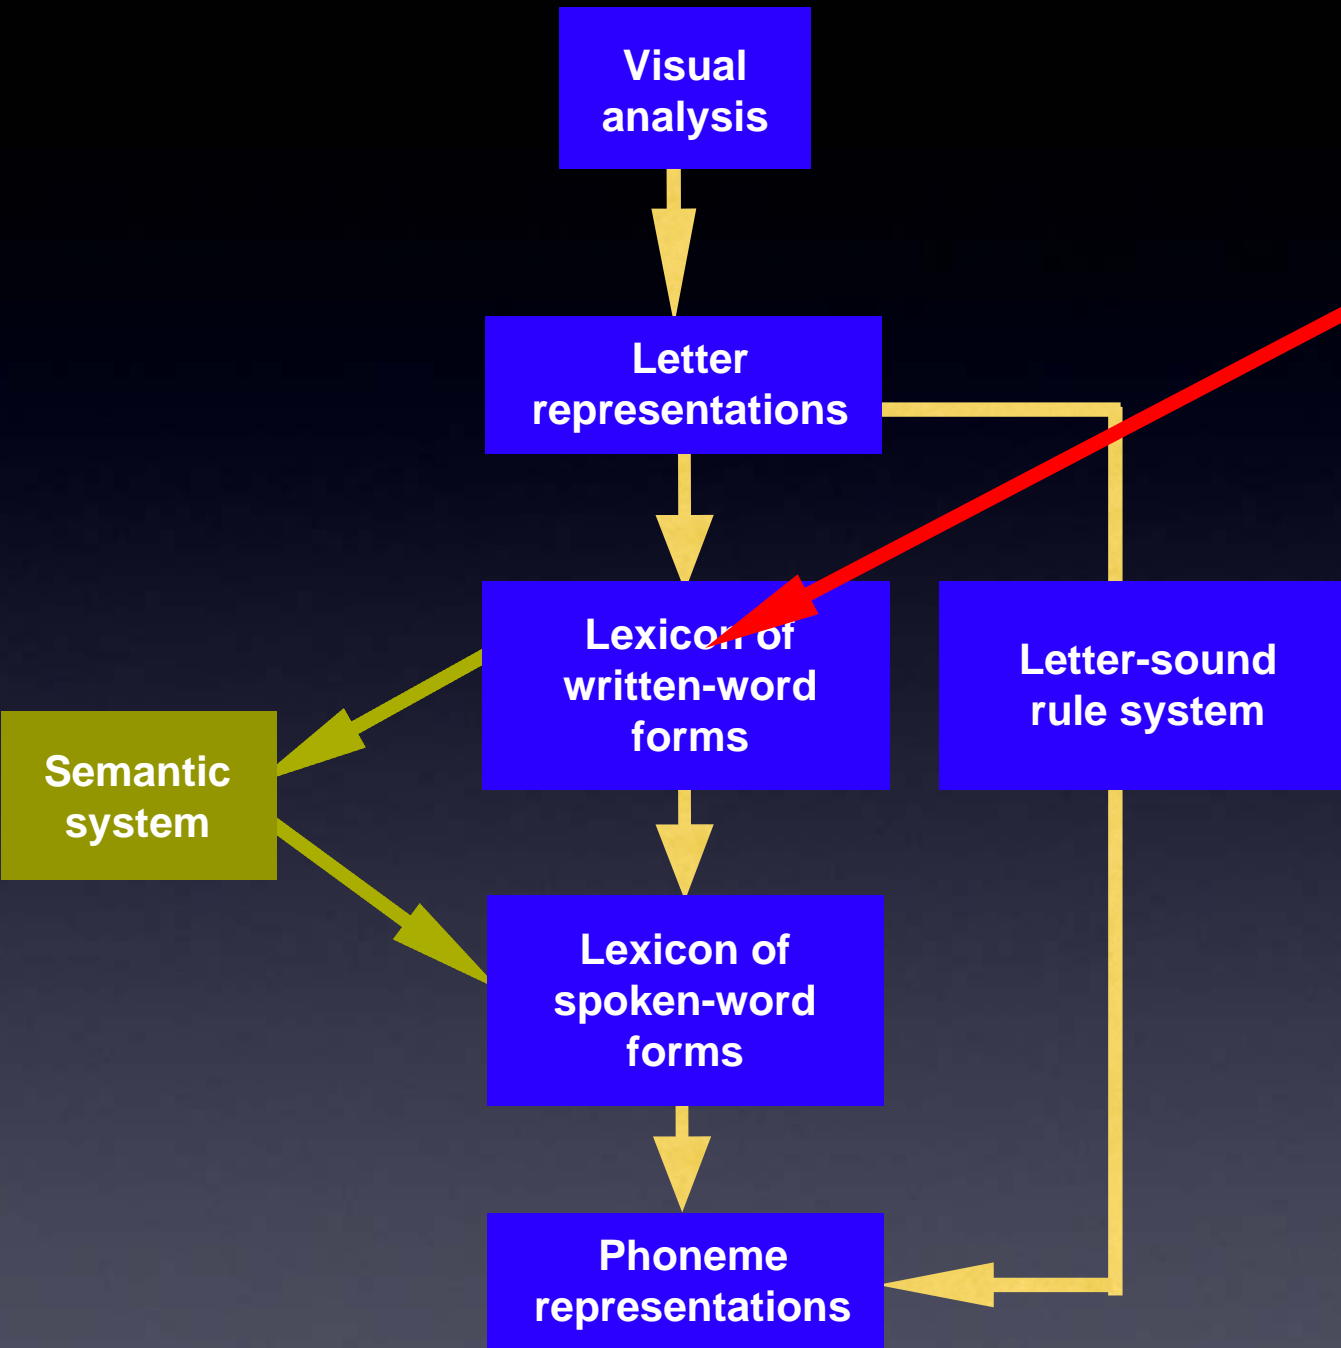 Visual
analysis
Letter
representations
Lexicon of
written-word
forms
Letter-sound
rule system
Semantic
system
Lexicon of
spoken-word
forms
Phoneme
representations